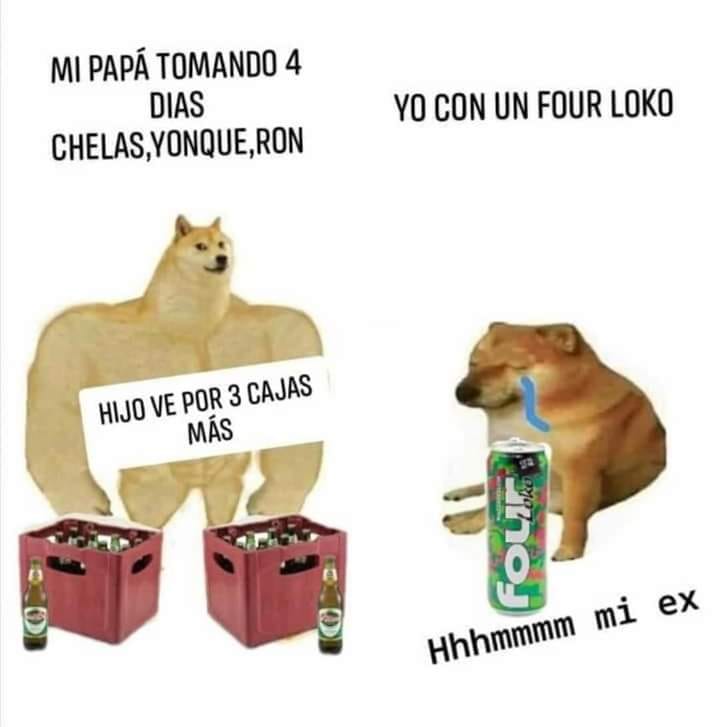 MI PAPÁ TOMANDO 4
DIAS
CHELAS,YONQUE,RON
YO CON UN FOUR LOKO
HIJO VE POR 3 CAJAS
MÁS
four
Loko
Hhhmmmm mi ex